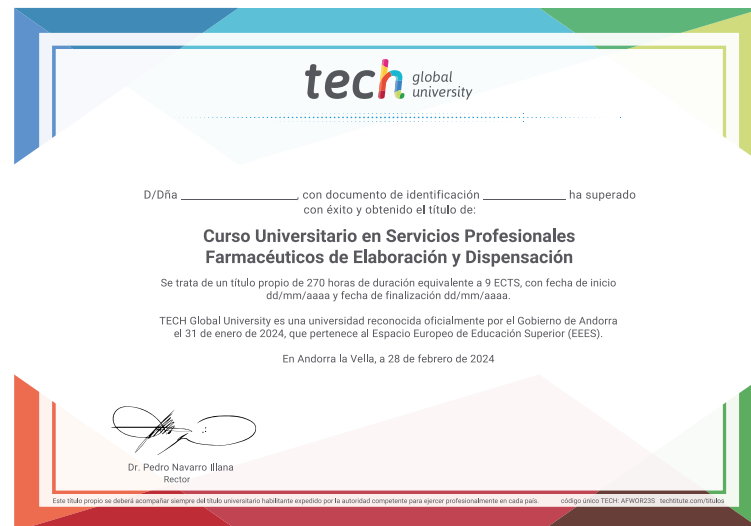 tech global university
D/Dña ______________________, con documento de identificación ______________ ha superado
con éxito y obtenido el título de:
Curso Universitario en Servicios Profesionales
Farmacéuticos de Elaboración y Dispensación
Se trata de un título propio de 270 horas de duración equivalente a 9 ECTS, con fecha de inicio
dd/mm/aaaa y fecha de finalización dd/mm/aaaa.
TECH Global University es una universidad reconocida oficialmente por el Gobierno de Andorra
el 31 de enero de 2024, que pertenece al Espacio Europeo de Educación Superior (EEES).
En Andorra la Vella, a 28 de febrero de 2024
Dr. Pedro Navarro Illana
Rector
Este título propio se deberá acompañar siempre del título universitario habilitante expedido por la autoridad competente para ejercer profesionalmente en cada país. código único TECH: AFWOR23S techtitute.com/titulos